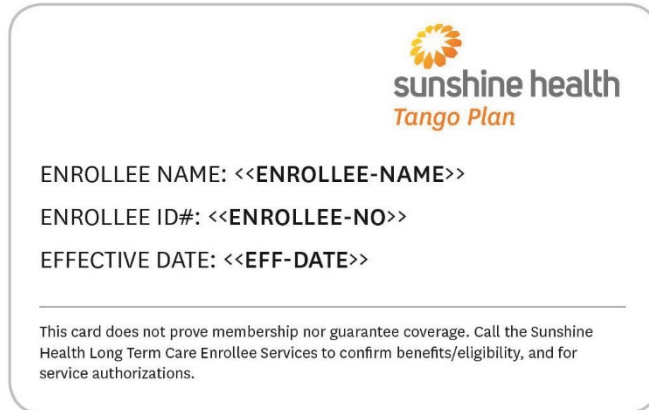 sunshine health
Tango Plan
ENROLLEE NAME: <<ENROLLEE-NAME>>
ENROLLEE ID#: <<ENROLLEE-NO>>
EFFECTIVE DATE: <<EFF-DATE>>
This card does not prove membership nor guarantee coverage. Call the Sunshine
Health Long Term Care Enrollee Services to confirm benefits/eligibility, and for
service authorizations.